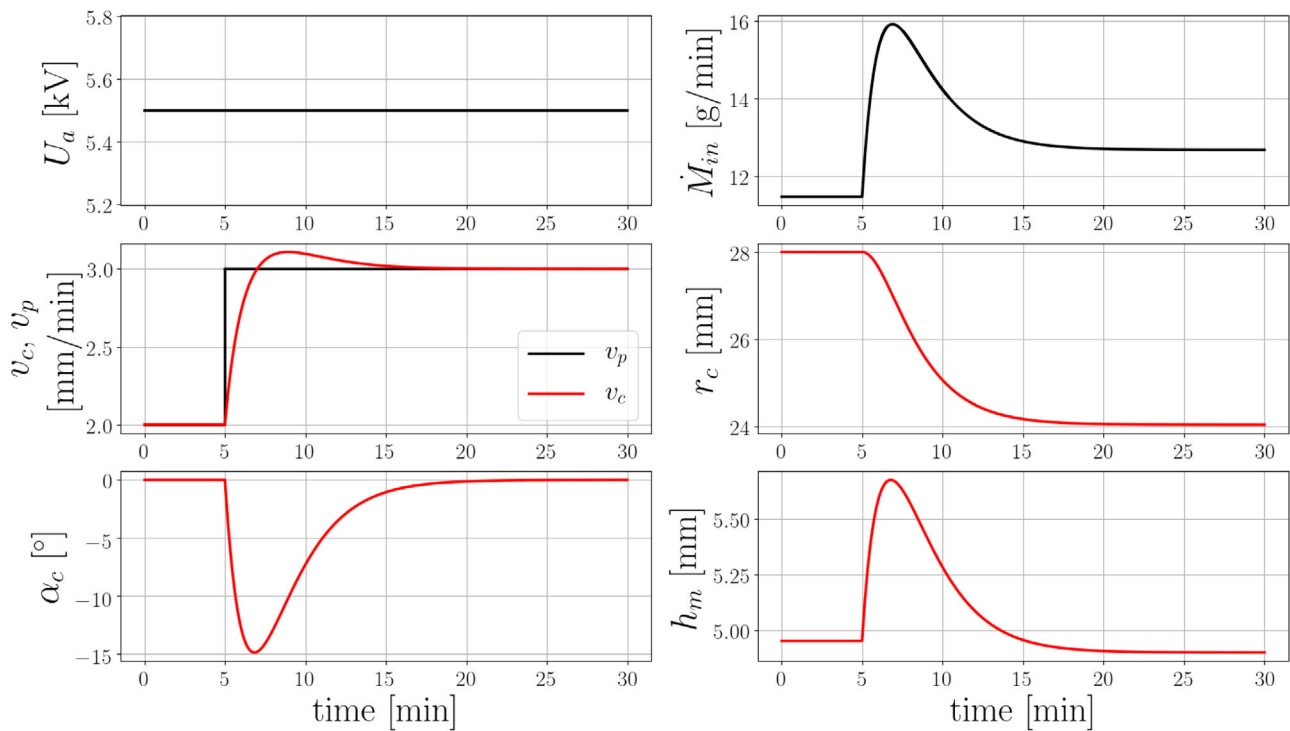 5.8
5.6
5.4
5.2
U_a [kV]
0 5 10 15 20 25 30
16
14
12
Ṁ_in [g/min]
0 5 10 15 20 25 30
3.0
2.5
2.0
v_c, v_p
[mm/min]
v_p
v_c
0 5 10 15 20 25 30
28
26
24
r_c [mm]
0 5 10 15 20 25 30
0
−5
−10
−15
α_c [°]
0 5 10 15 20 25 30
time [min]
5.50
5.25
5.00
h_m [mm]
0 5 10 15 20 25 30
time [min]